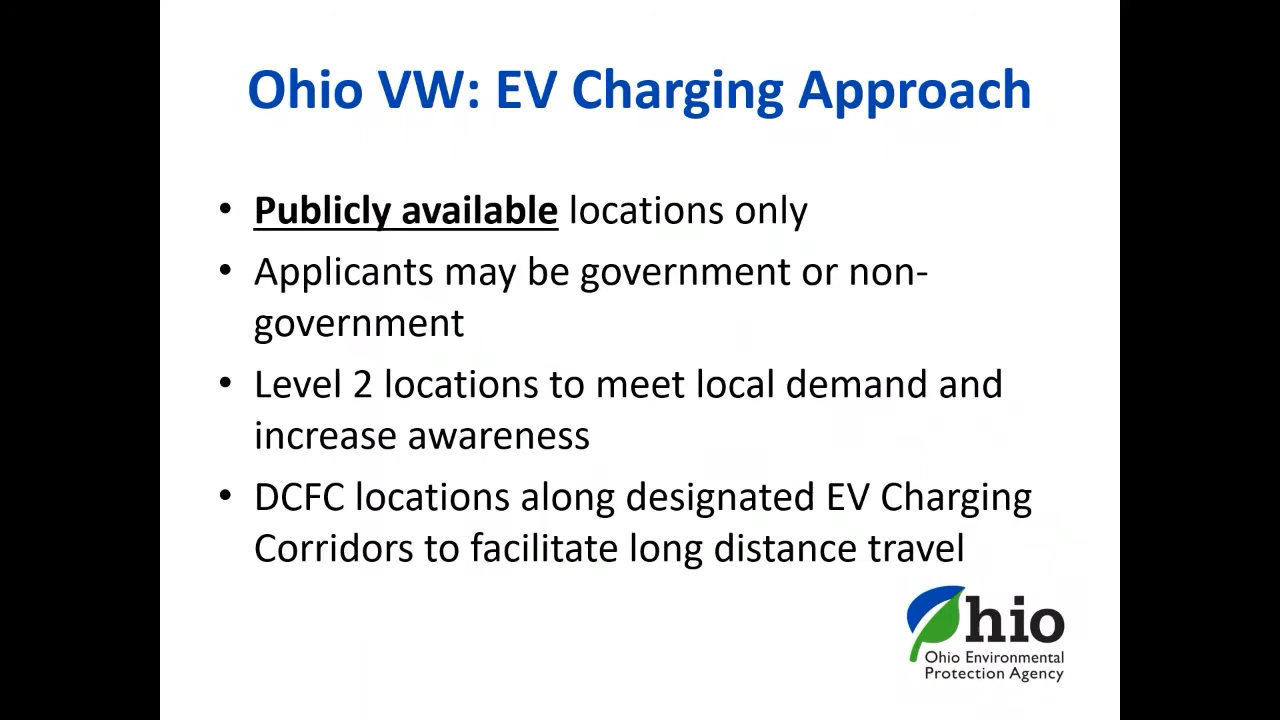 Ohio VW: EV Charging Approach
• Publicly available locations only
• Applicants may be government or non-
government
• Level 2 locations to meet local demand and
increase awareness
• DCFC locations along designated EV Charging
Corridors to facilitate long distance travel
Ohio
Ohio Environmental
Protection Agency